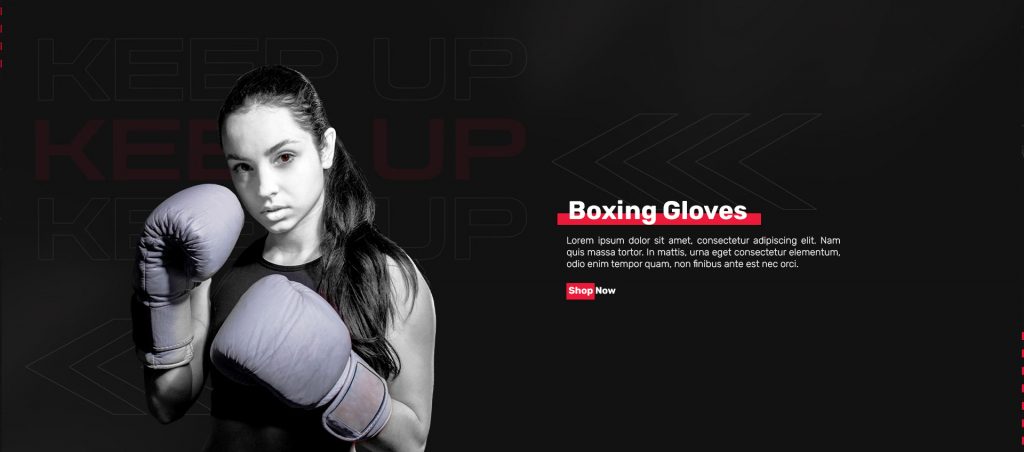 KEEP UP
KEEP UP
KEEP UP
Boxing Gloves
Lorem ipsum dolor sit amet, consectetur adipiscing elit. Nam
quis massa tortor. In mattis, urna eget consectetur elementum,
odio enim tempor quam, non finibus ante est nec orci.
Shop Now